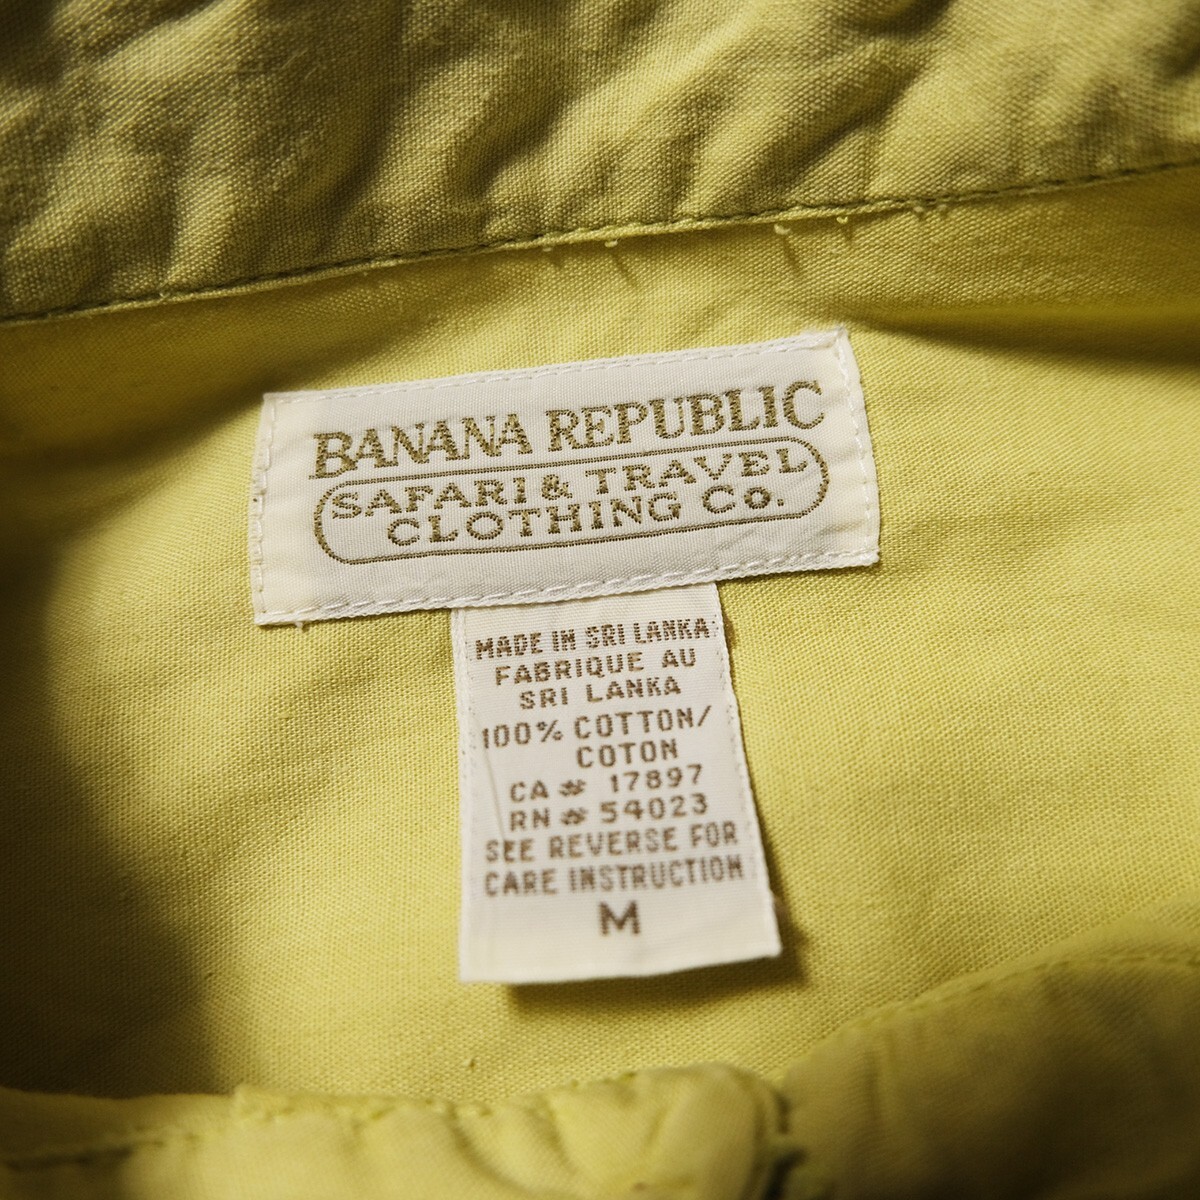 BANANA REPUBLIC
SAFARI & TRAVEL
CLOTHING Co.
MADE IN SRI LANKA
FABRIQUE AU
SRI LANKA
100% COTTON/
COTON
CA# 17897
RN# 54023
SEE REVERSE FOR
CARE INSTRUCTION
M